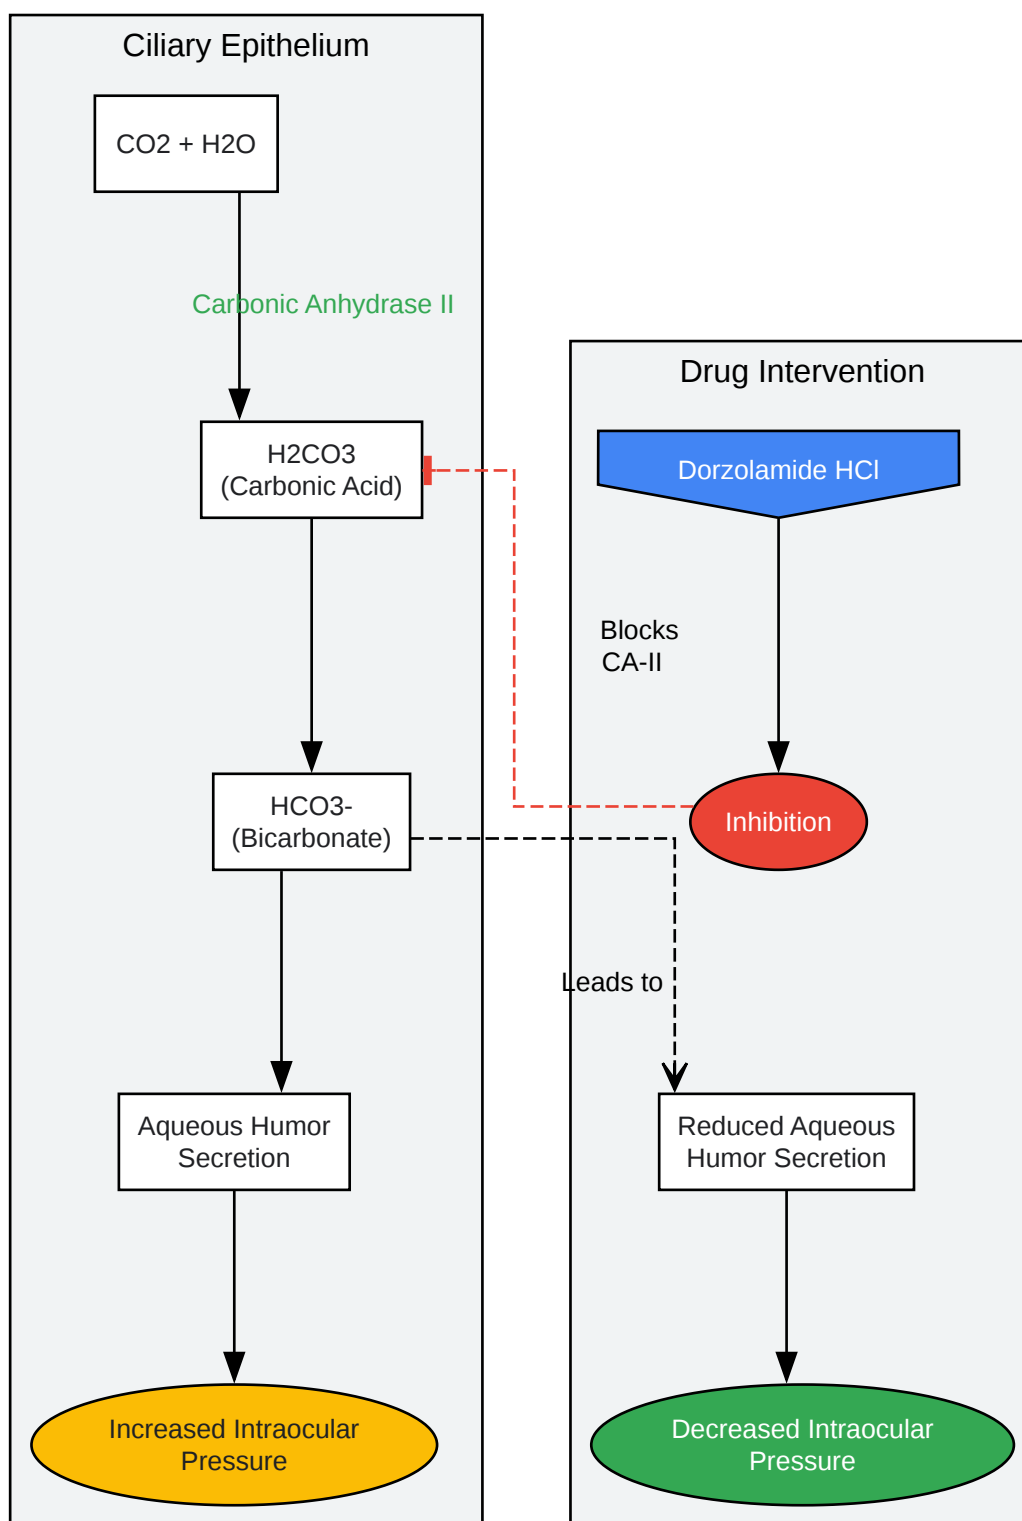 Ciliary Epithelium
CO2 + H2O
Carbonic Anhydrase II
H2CO3
(Carbonic Acid)
HCO3-
(Bicarbonate)
Aqueous Humor
Secretion
Increased Intraocular
Pressure
Drug Intervention
Dorzolamide HCl
Blocks
CA-II
Inhibition
Leads to
Reduced Aqueous
Humor Secretion
Decreased Intraocular
Pressure